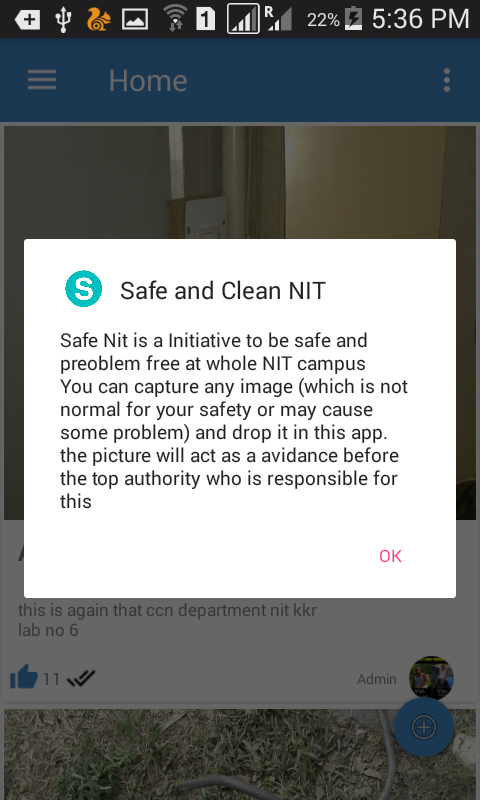 1 R 22% 5:36 PM
Home
S Safe and Clean NIT
Safe Nit is a Initiative to be safe and
preoblem free at whole NIT campus
You can capture any image (which is not
normal for your safety or may cause
some problem) and drop it in this app.
the picture will act as a avidance before
the top authority who is responsible for
this
OK
this is again that ccn department nit kkr
lab no 6
11 Admin